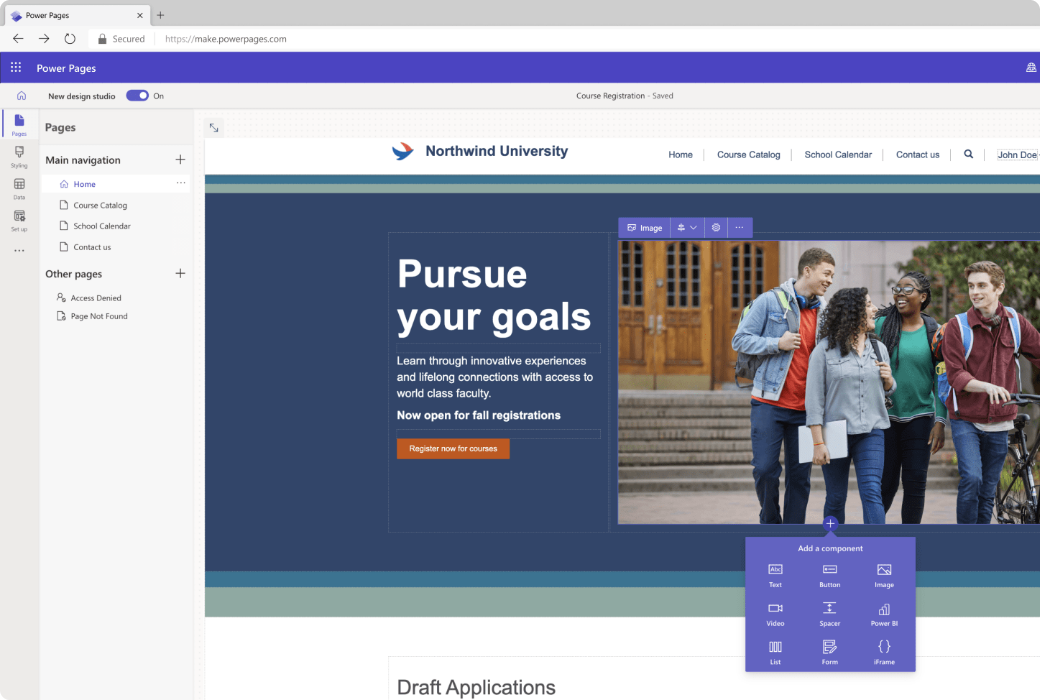 Power Pages
Secured
https://make.powerpages.com
Power Pages
New design studio
On
Course Registration - Saved
Pages
Styling
Data
Set up
Pages
Main navigation
Home
Course Catalog
School Calendar
Contact us
Other pages
Access Denied
Page Not Found
Northwind University
Home
Course Catalog
School Calendar
Contact us
John Doe
Image
Pursue
your goals
Learn through innovative experiences
and lifelong connections with access to
world class faculty.
Now open for fall registrations
Register now for courses
Add a component
Abc
Text
Button
Image
Video
Spacer
Power BI
List
Form
iFrame
Draft Applications